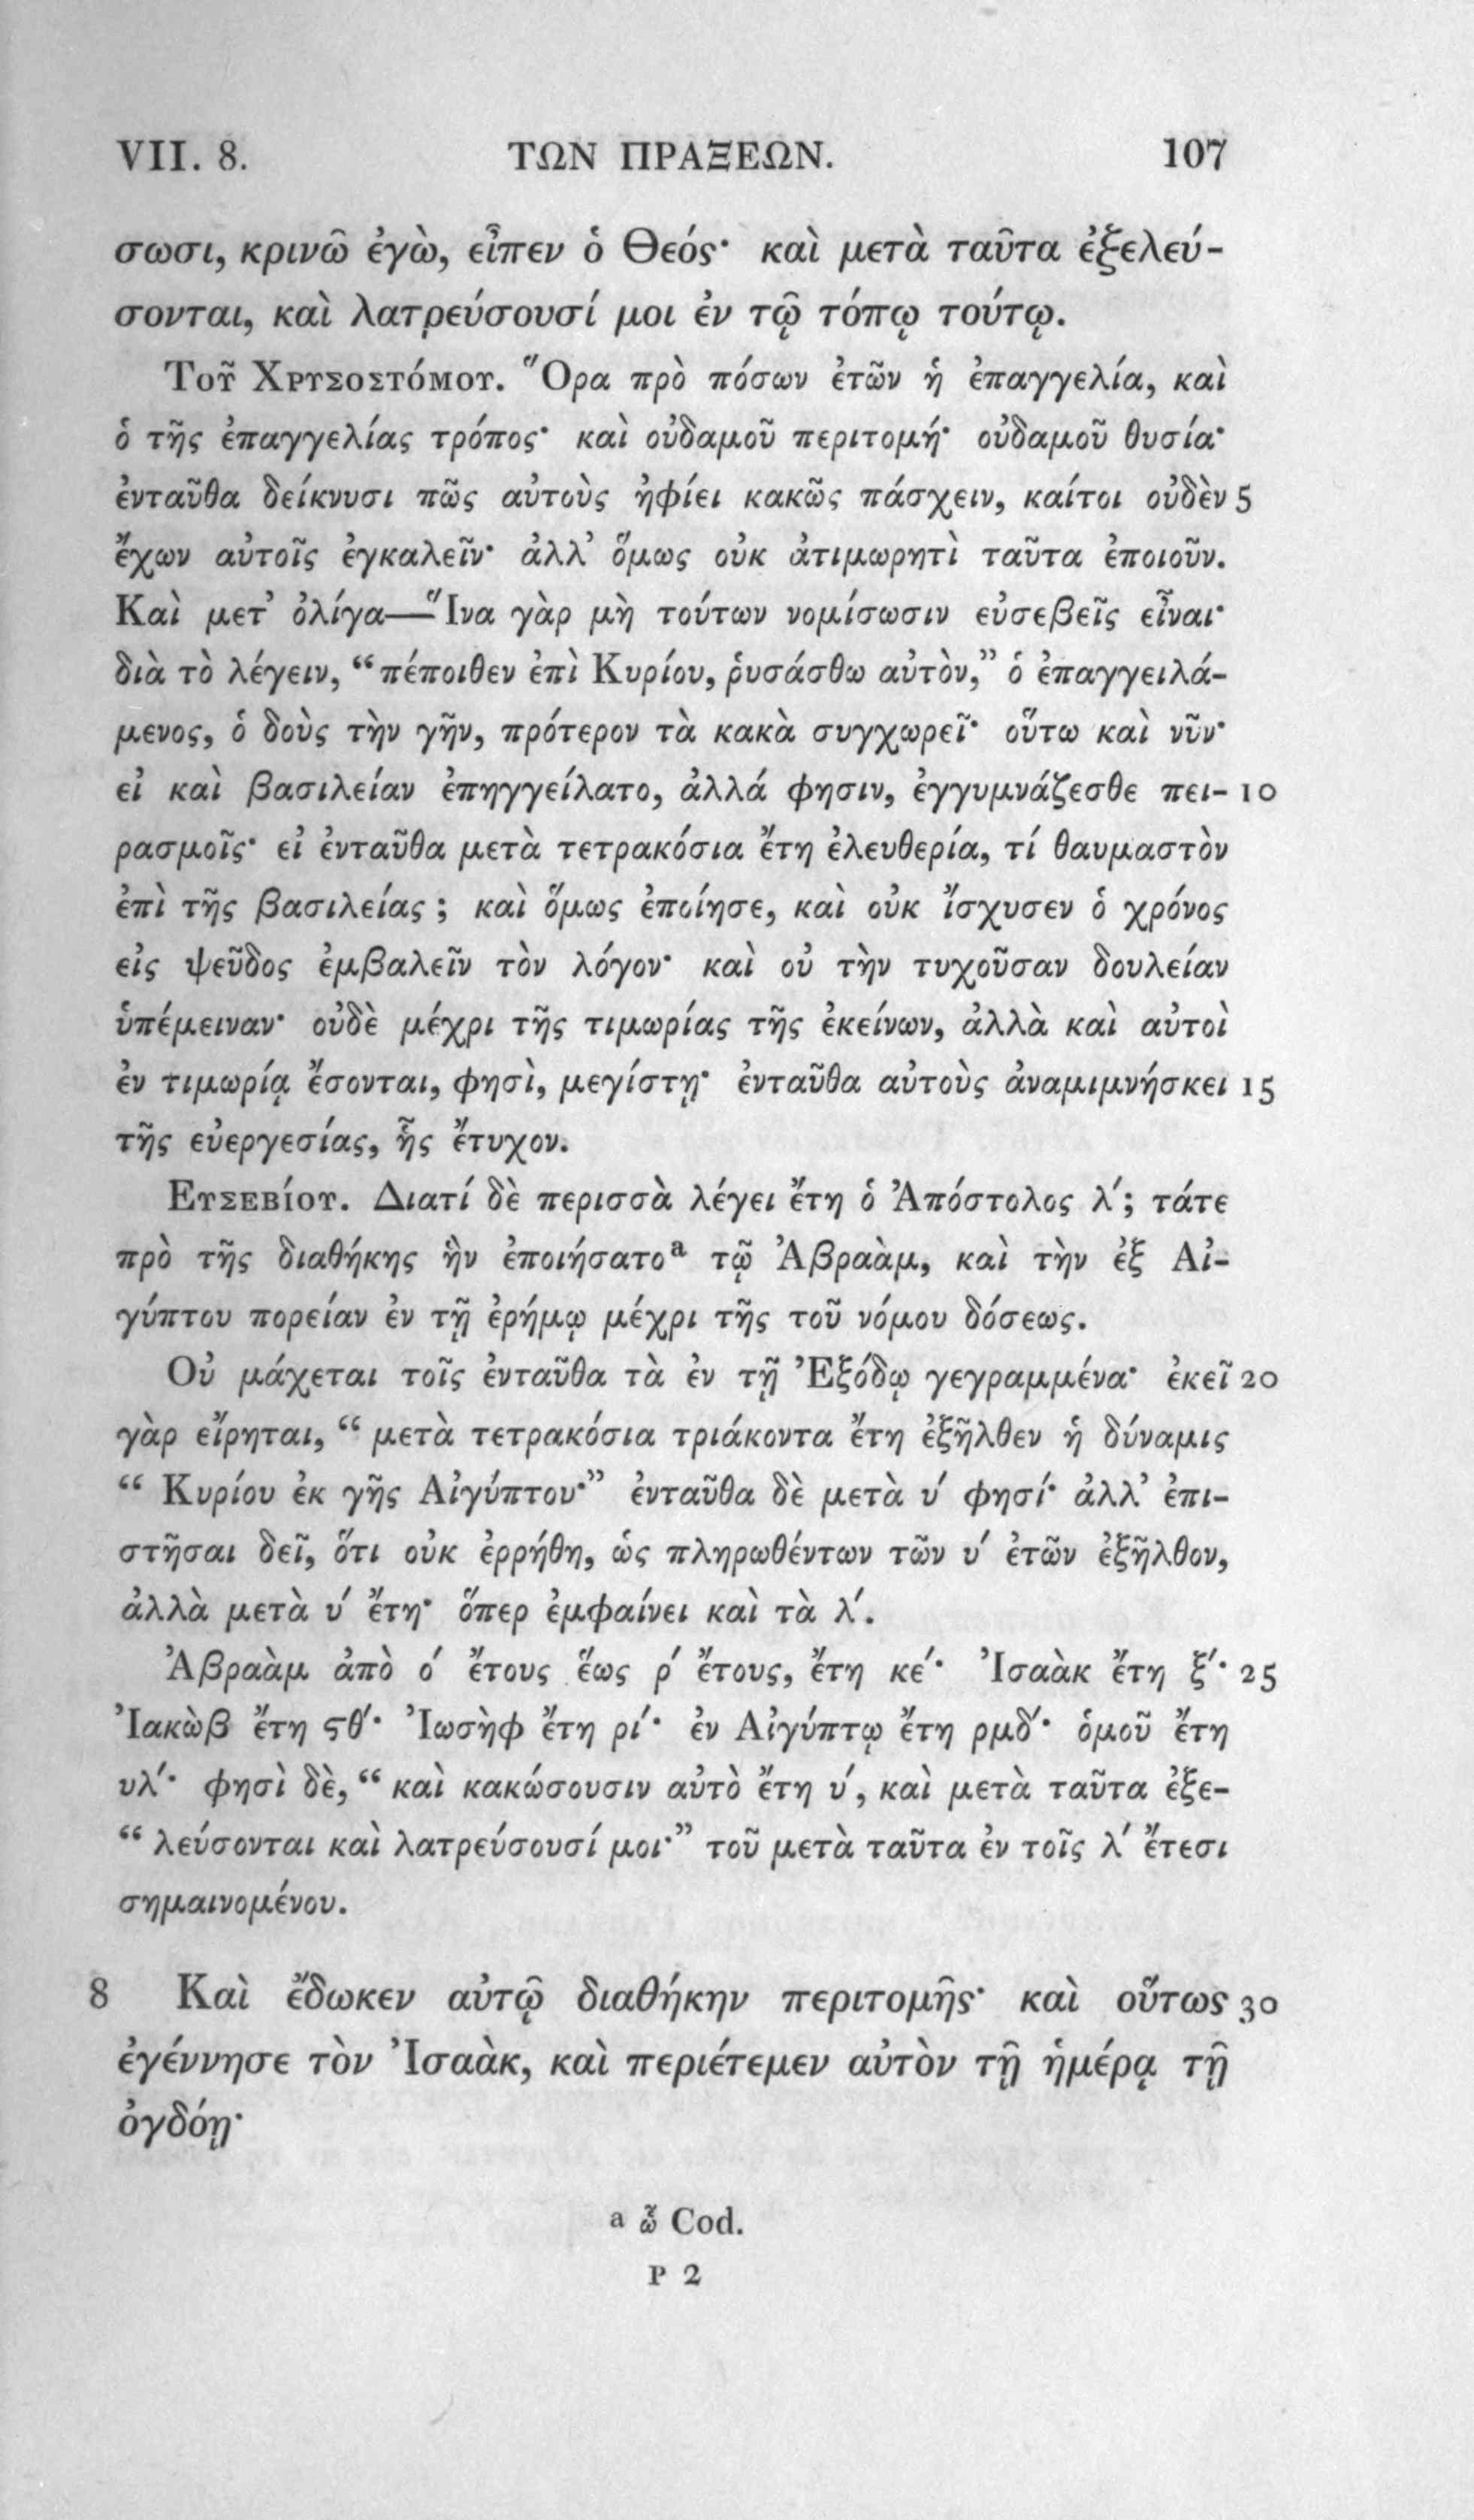 VII. 8. ΤΩΝ ΠΡΑΞΕΩΝ. 107
σωσι, κρινῶ ἐγὼ, εἶπεν ὁ Θεός· καὶ μετὰ ταῦτα ἐξελεύ-
σονται, καὶ λατρεύσουσί μοι ἐν τῷ τόπῳ τούτῳ.
Τοῦ Χρυσοστόμου. Ὅρα πρὸ πόσων ἐτῶν ἡ ἐπαγγελία, καὶ
ὁ τῆς ἐπαγγελίας τρόπος· καὶ οὐδαμοῦ περιτομή· οὐδαμοῦ θυσία·
ἐνταῦθα δείκνυσι πῶς αὐτοὺς ἠφίει κακῶς πάσχειν, καίτοι οὐδὲν 5
ἔχων αὐτοῖς ἐγκαλεῖν· ἀλλ’ ὅμως οὐκ ἀτιμωρητὶ ταῦτα ἐποιοῦν.
Καὶ μετ’ ὀλίγα—Ἵνα γὰρ μὴ τούτων νομίσωσιν εὐσεβεῖς εἶναι·
διὰ τὸ λέγειν, “πέποιθεν ἐπὶ Κυρίου, ῥυσάσθω αὐτὸν,” ὁ ἐπαγγειλά-
μενος, ὁ δοὺς τὴν γῆν, πρότερον τὰ κακὰ συγχωρεῖ· οὕτω καὶ νῦν·
εἰ καὶ βασιλείαν ἐπηγγείλατο, ἀλλά φησιν, ἐγγυμνάζεσθε πει- 10
ρασμοῖς· εἰ ἐνταῦθα μετὰ τετρακόσια ἔτη ἐλευθερία, τί θαυμαστὸν
ἐπὶ τῆς βασιλείας; καὶ ὅμως ἐποίησε, καὶ οὐκ ἴσχυσεν ὁ χρόνος
εἰς ψεῦδος ἐμβαλεῖν τὸν λόγον· καὶ οὐ τὴν τυχοῦσαν δουλείαν
ὑπέμειναν· οὐδὲ μέχρι τῆς τιμωρίας τῆς ἐκείνων, ἀλλὰ καὶ αὐτοὶ
ἐν τιμωρίᾳ ἔσονται, φησὶ, μεγίστῃ· ἐνταῦθα αὐτοὺς ἀναμιμνήσκει 15
τῆς εὐεργεσίας, ἧς ἔτυχον.
Ευσεβίου. Διατί δὲ περισσὰ λέγει ἔτη ὁ Ἀπόστολος λ′; τάτε
πρὸ τῆς διαθήκης ἣν ἐποιήσατο a τῷ Ἀβραὰμ, καὶ τὴν ἐξ Αἰ-
γύπτου πορείαν ἐν τῇ ἐρήμῳ μέχρι τῆς τοῦ νόμου δόσεως.
Οὐ μάχεται τοῖς ἐνταῦθα τὰ ἐν τῇ Ἐξόδῳ γεγραμμένα· ἐκεῖ 20
γὰρ εἴρηται, “ μετὰ τετρακόσια τριάκοντα ἔτη ἐξῆλθεν ἡ δύναμις
“ Κυρίου ἐκ γῆς Αἰγύπτου·” ἐνταῦθα δὲ μετὰ υ′ φησί· ἀλλ’ ἐπι-
στῆσαι δεῖ, ὅτι οὐκ ἐρρήθη, ὡς πληρωθέντων τῶν υ′ ἐτῶν ἐξῆλθον,
ἀλλὰ μετὰ υ′ ἔτη· ὅπερ ἐμφαίνει καὶ τὰ λ′.
Ἀβραὰμ ἀπὸ ο′ ἔτους ἕως ρ′ ἔτους, ἔτη κε′· Ἰσαὰκ ἔτη ξ′· 25
Ἰακὼβ ἔτη ϛθ′· Ἰωσὴφ ἔτη ρι′· ἐν Αἰγύπτῳ ἔτη ρμδ′· ὁμοῦ ἔτη
υλ′· φησὶ δὲ, “ καὶ κακώσουσιν αὐτὸ ἔτη υ′, καὶ μετὰ ταῦτα ἐξε-
“ λεύσονται καὶ λατρεύσουσί μοι·” τοῦ μετὰ ταῦτα ἐν τοῖς λ′ ἔτεσι
σημαινομένου.
8 Καὶ ἔδωκεν αὐτῷ διαθήκην περιτομῆς· καὶ οὕτως 30
ἐγέννησε τὸν Ἰσαὰκ, καὶ περιέτεμεν αὐτὸν τῇ ἡμέρᾳ τῇ
ὀγδόῃ·
a ὦ Cod.
P 2